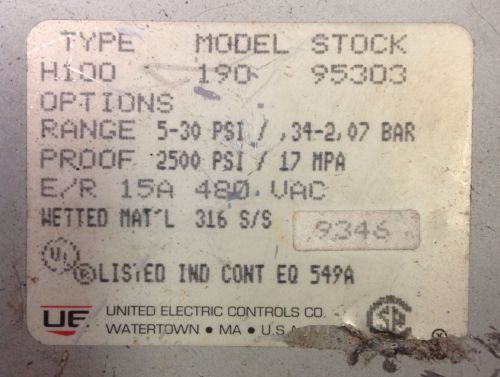 TYPE MODEL STOCK
H100 190 95303
OPTIONS
RANGE 5-30 PSI / ,34-2,07 BAR
PROOF 2500 PSI / 17 MPA
E/R 15A 480 VAC
WETTED MAT'L 316 S/S 9346
UL ® LISTED IND CONT EQ 549A
UE UNITED ELECTRIC CONTROLS CO.
WATERTOWN • MA • U.S.A